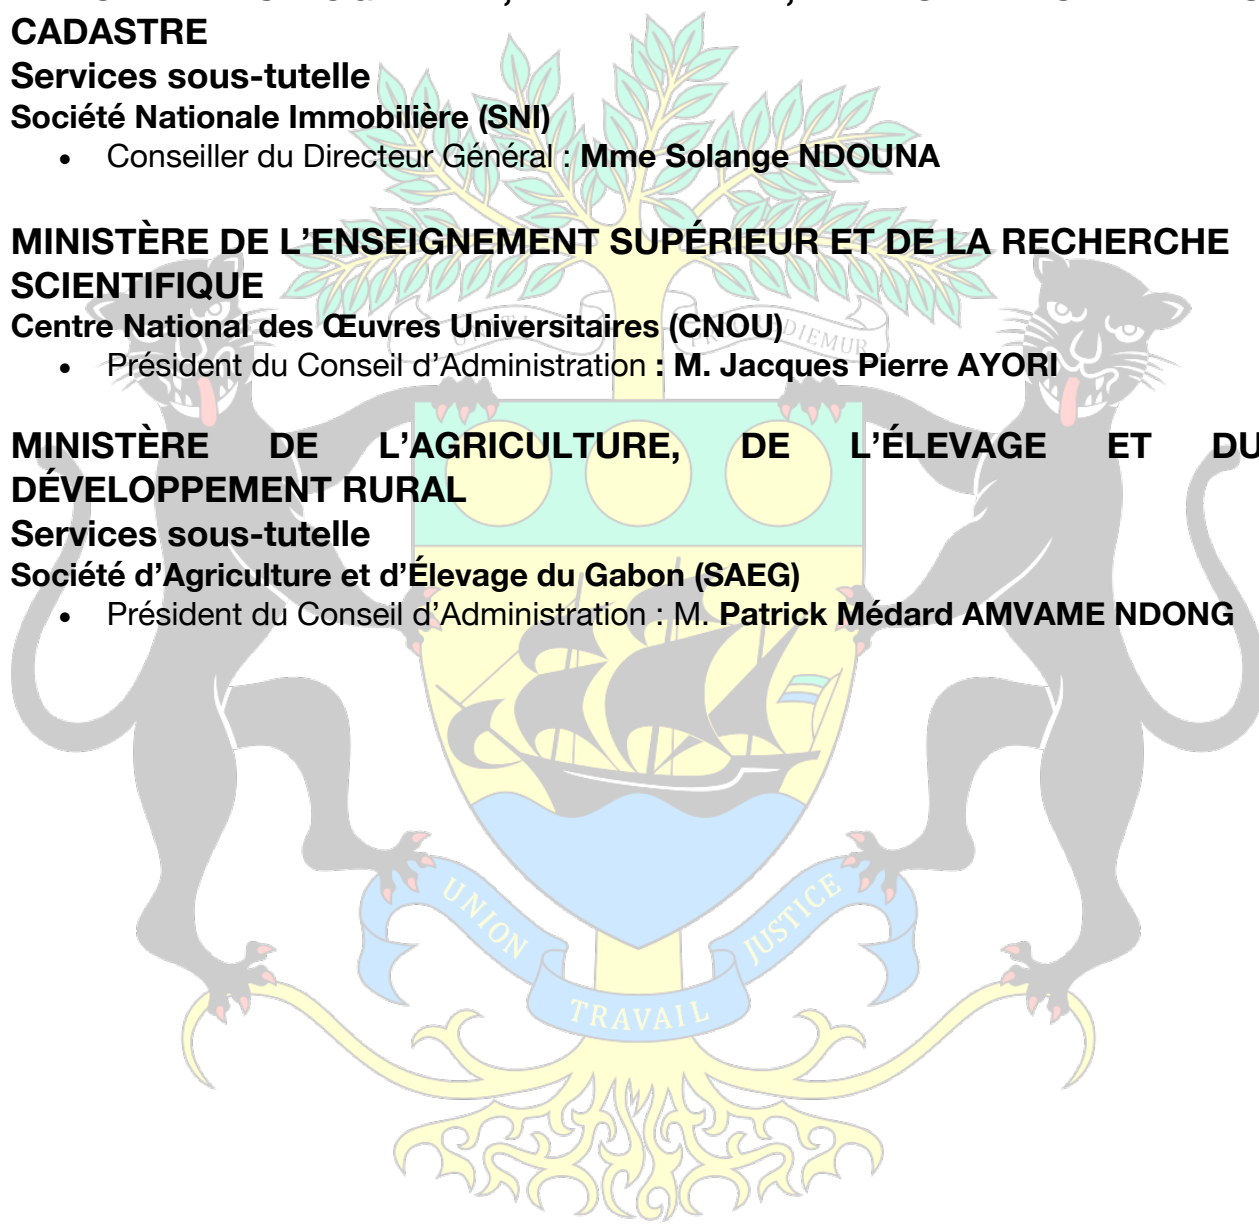 CADASTRE
Services sous-tutelle
Société Nationale Immobilière (SNI)
• Conseiller du Directeur Général : Mme Solange NDOUNA
MINISTÈRE DE L’ENSEIGNEMENT SUPÉRIEUR ET DE LA RECHERCHE
SCIENTIFIQUE
Centre National des Œuvres Universitaires (CNOU)
• Président du Conseil d’Administration : M. Jacques Pierre AYORI
MINISTÈRE DE L’AGRICULTURE, DE L’ÉLEVAGE ET DU
DÉVELOPPEMENT RURAL
Services sous-tutelle
Société d’Agriculture et d’Élevage du Gabon (SAEG)
• Président du Conseil d’Administration : M. Patrick Médard AMVAME NDONG
UNION
TRAVAIL
JUSTICE